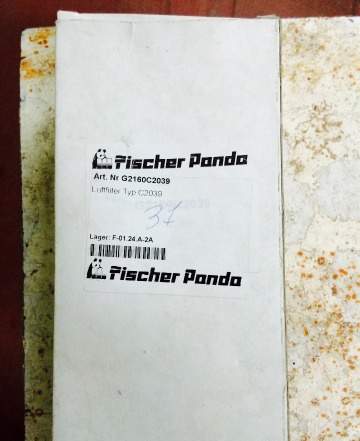 Fischer Panda
Art. Nr G2160C2039
Luftfilter Typ C2039
37
Lager: F-01.24.A-2A
Fischer Panda